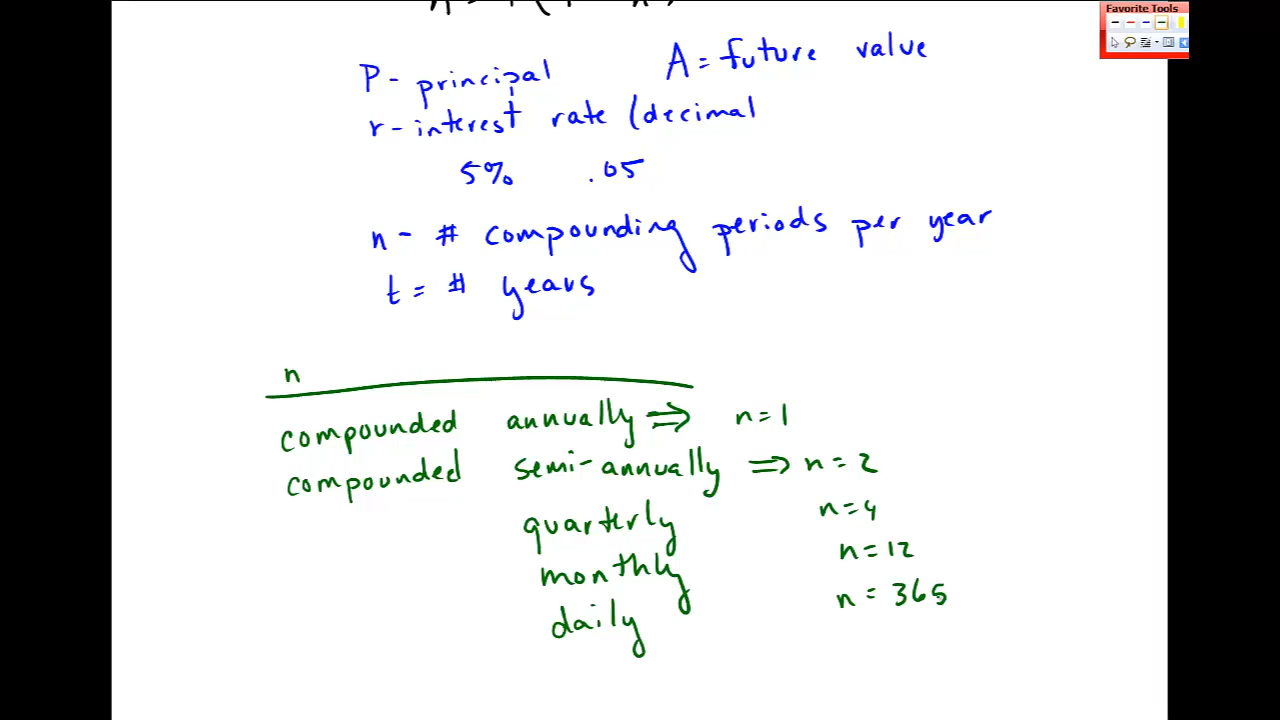 Favorite Tools
P - principal A = future value
r - interest rate (decimal
5% .05
n - # compounding periods per year
t = # years
n
compounded annually ⇒ n = 1
compounded semi-annually ⇒ n = 2
quarterly n = 4
monthly n = 12
daily n = 365